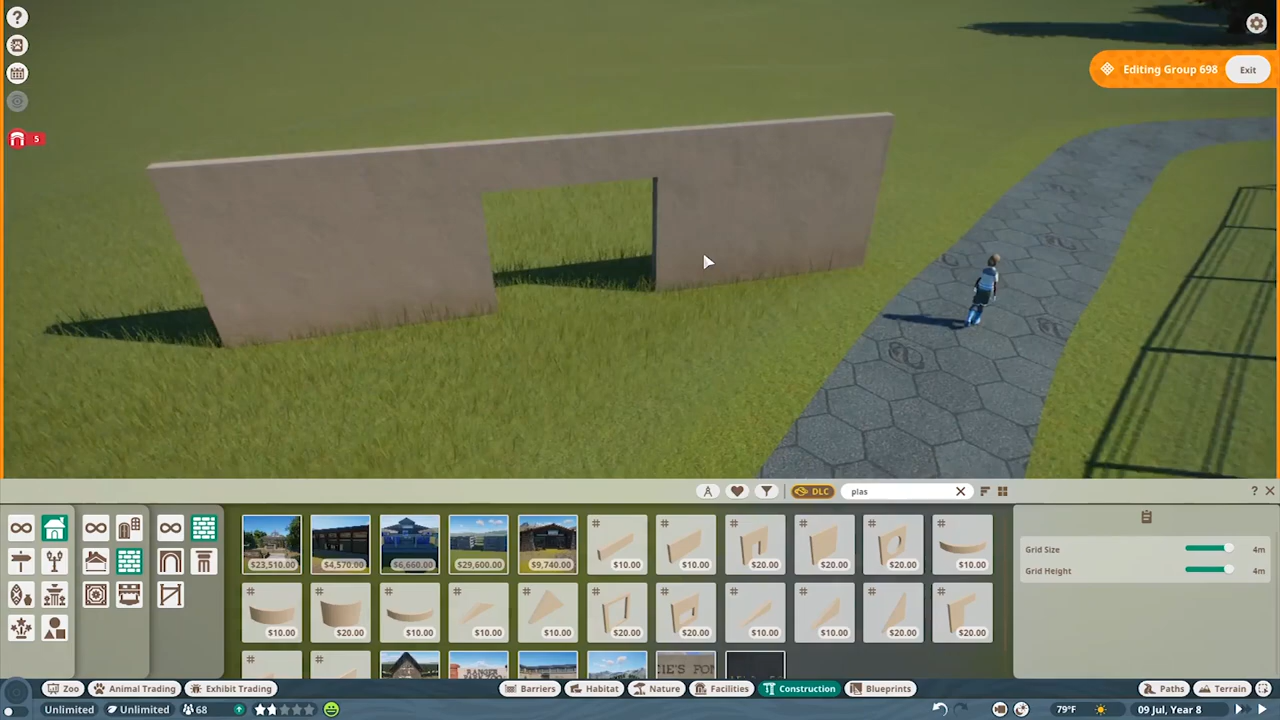 Editing Group 698
Exit
5
DLC
plas
$23,510.00
$4,570.00
$6,660.00
$29,600.00
$9,740.00
$10.00
$10.00
$20.00
$20.00
$20.00
$10.00
$10.00
$20.00
$10.00
$10.00
$10.00
$20.00
$20.00
$10.00
$10.00
$20.00
$20.00
Grid Size
4m
Grid Height
4m
Zoo
Animal Trading
Exhibit Trading
Barriers
Habitat
Nature
Facilities
Construction
Blueprints
Paths
Terrain
Unlimited
Unlimited
68
79°F
09 Jul, Year 8